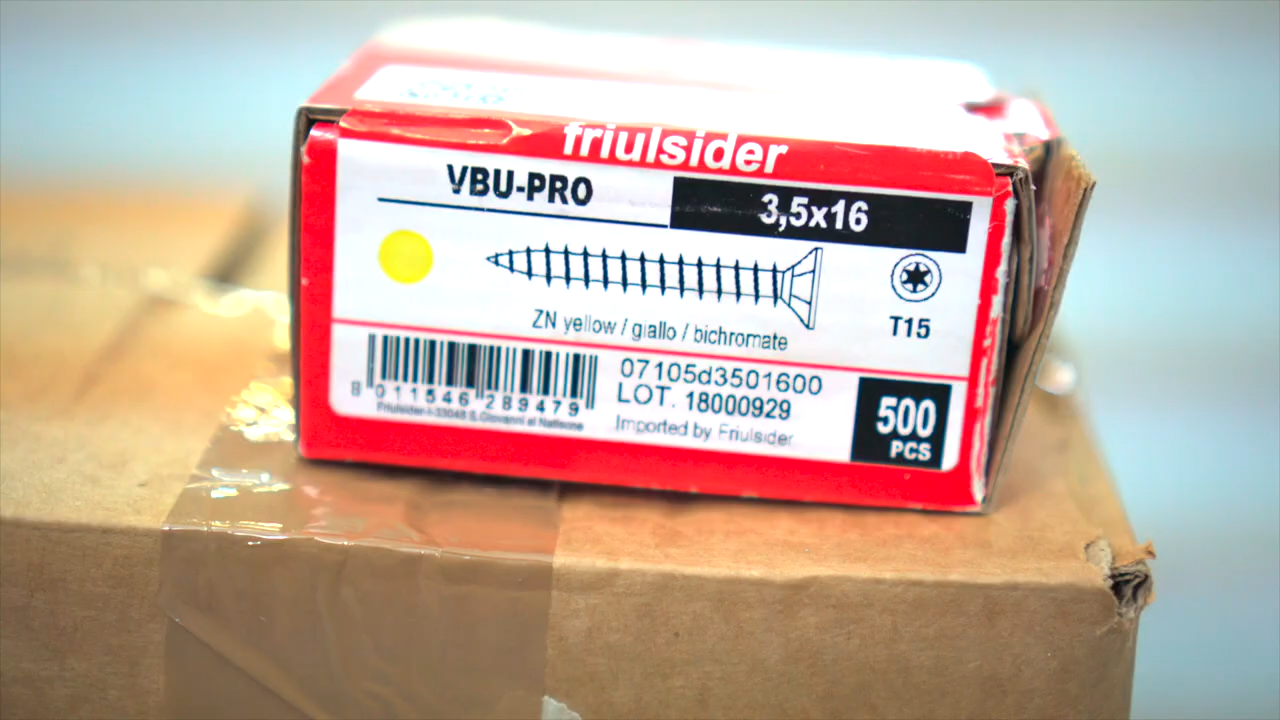 friulsider
VBU-PRO
3,5x16
T15
ZN yellow / giallo / bichromate
8 011546 289479
Friulsider-I-33048 S.Giovanni al Natisone
07105d3501600
LOT. 18000929
Imported by Friulsider
500
PCS